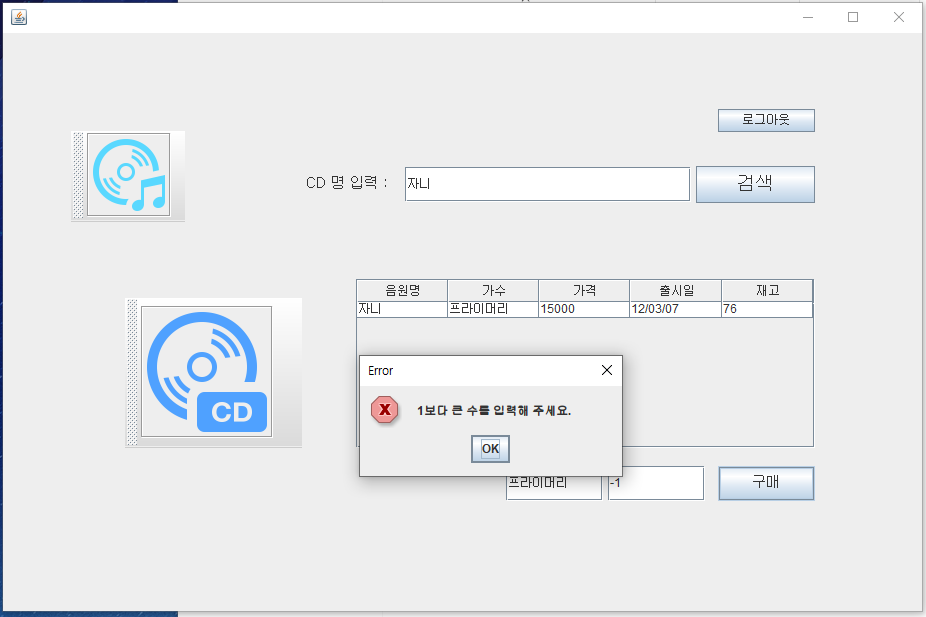 로그아웃
CD 명 입력 : 자니 검색
음원명 가수 가격 출시일 재고
자니 프라이머리 15000 12/03/07 76
CD
Error
1보다 큰 수를 입력해 주세요.
OK
프라이머리 -1 구매